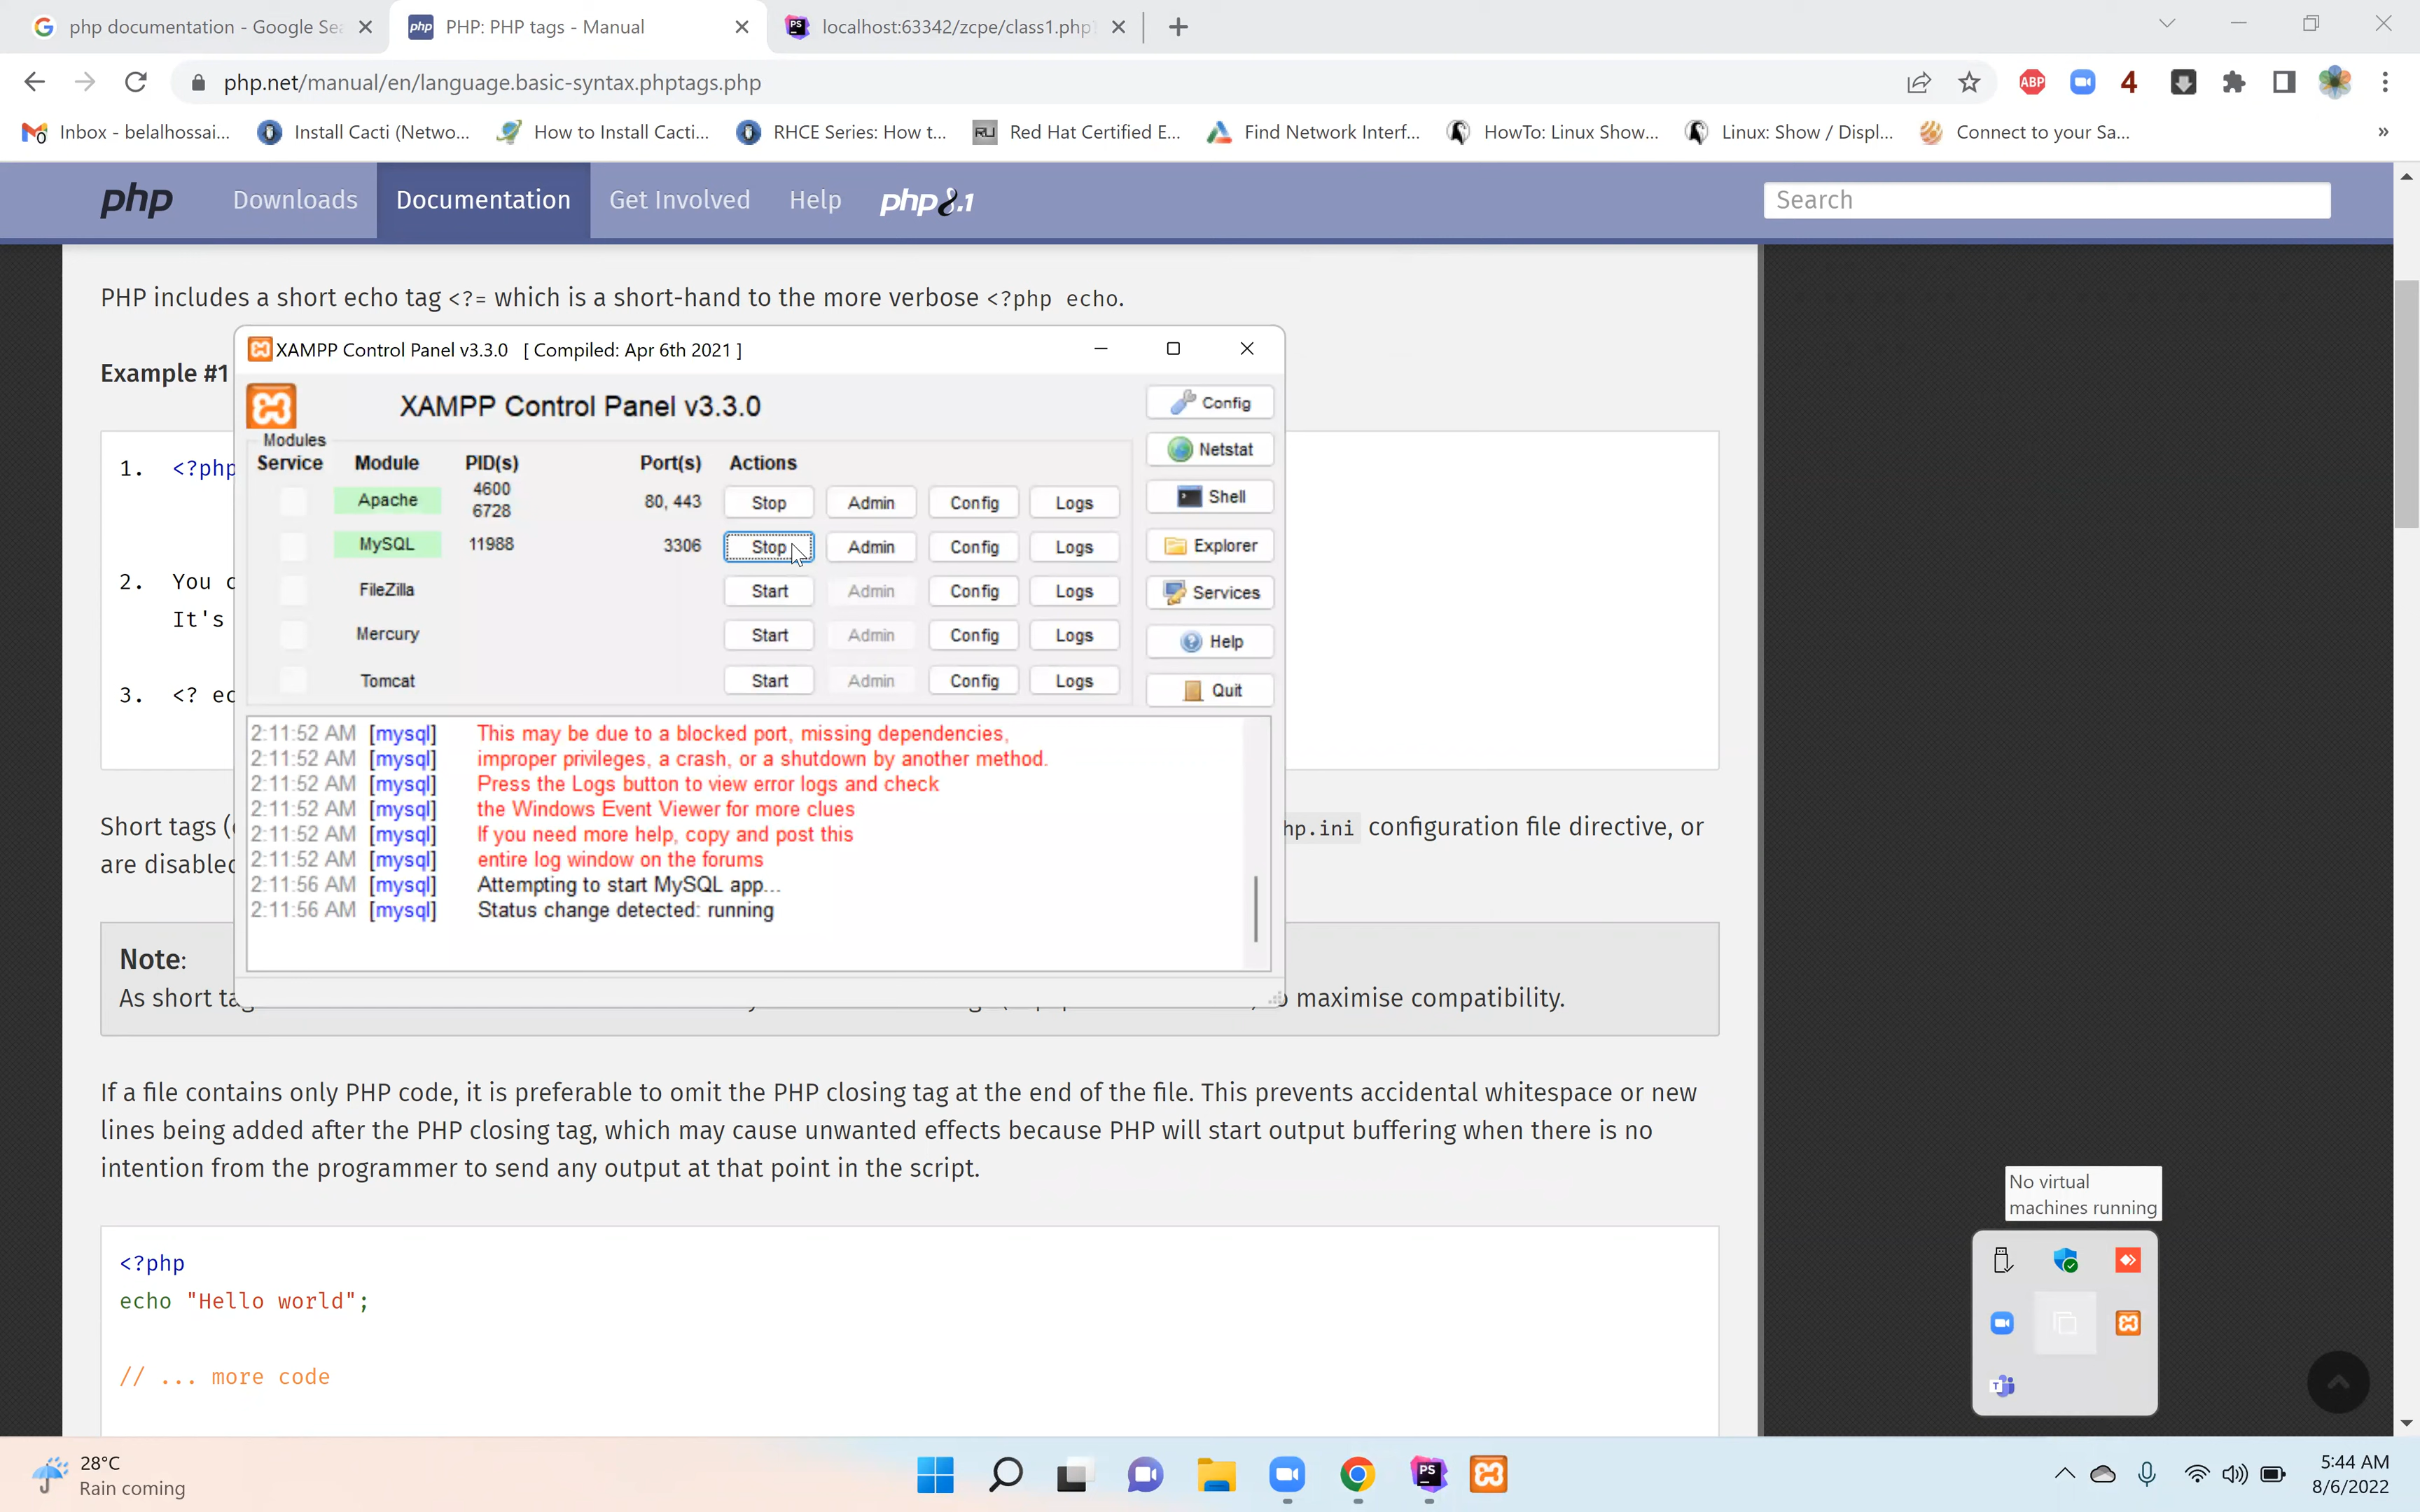 php documentation - Google Sea
PHP: PHP tags - Manual
localhost:63342/zcpe/class1.php
php.net/manual/en/language.basic-syntax.phptags.php
ABP
4
Inbox - belalhossai...
Install Cacti (Netwo...
How to Install Cacti...
RHCE Series: How t...
Red Hat Certified E...
Find Network Interf...
HowTo: Linux Show...
Linux: Show / Displ...
Connect to your Sa...
»
php
Downloads
Documentation
Get Involved
Help
php8.1
Search
PHP includes a short echo tag <?= which is a short-hand to the more verbose <?php echo.
Example #1
1. <?php
2. You c
It's
3. <? ec
Short tags (
hp.ini configuration file directive, or
are disabled
Note:
As short tag
maximise compatibility.
XAMPP Control Panel v3.3.0 [ Compiled: Apr 6th 2021 ]
XAMPP Control Panel v3.3.0
Modules
Service Module PID(s) Port(s) Actions
Apache 4600 6728 80, 443 Stop Admin Config Logs
MySQL 11988 3306 Stop Admin Config Logs
FileZilla Start Admin Config Logs
Mercury Start Admin Config Logs
Tomcat Start Admin Config Logs
Config
Netstat
Shell
Explorer
Services
Help
Quit
2:11:52 AM [mysql] This may be due to a blocked port, missing dependencies,
2:11:52 AM [mysql] improper privileges, a crash, or a shutdown by another method.
2:11:52 AM [mysql] Press the Logs button to view error logs and check
2:11:52 AM [mysql] the Windows Event Viewer for more clues
2:11:52 AM [mysql] If you need more help, copy and post this
2:11:52 AM [mysql] entire log window on the forums
2:11:56 AM [mysql] Attempting to start MySQL app...
2:11:56 AM [mysql] Status change detected: running
If a file contains only PHP code, it is preferable to omit the PHP closing tag at the end of the file. This prevents accidental whitespace or new
lines being added after the PHP closing tag, which may cause unwanted effects because PHP will start output buffering when there is no
intention from the programmer to send any output at that point in the script.
<?php
echo "Hello world";
// ... more code
No virtual
machines running
28°C
Rain coming
5:44 AM
8/6/2022